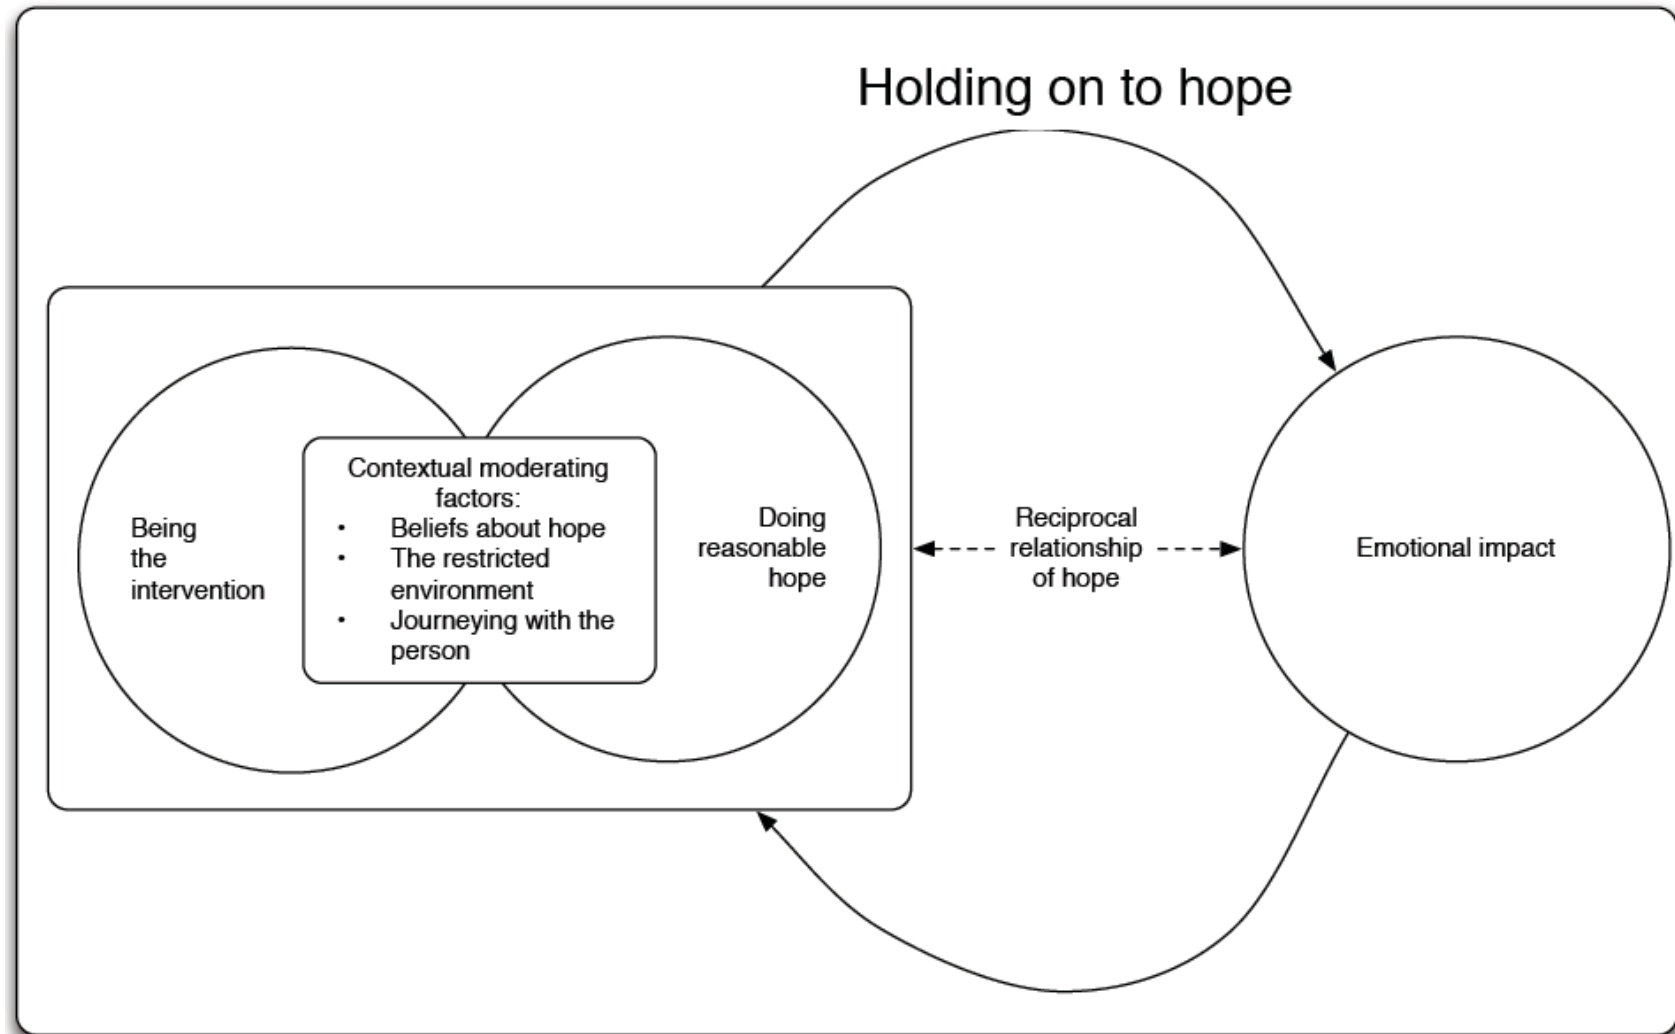 Holding on to hope
Being
the
intervention
Contextual moderating
factors:
• Beliefs about hope
• The restricted
environment
• Journeying with the
person
Doing
reasonable
hope
Reciprocal
relationship
of hope
Emotional impact